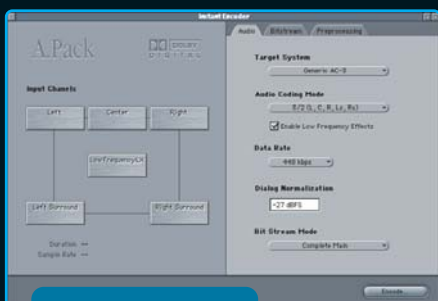 Instant Encoder
A.Pack
DOLBY
DIGITAL
Audio
Bitstream
Preprocessing
Target System
Generic AC-3
Input Chanels
Audio Coding Mode
3/2 (L, C, R, Ls, Rs)
Left
Center
Right
Enable Low Frequency Effects
Data Rate
448 kbps
Dialog Normalization
-27 dBFS
Left Surround
Right Surround
Bit Stream Mode
Complete Main
Duration --
Sample Rate --
Encode...